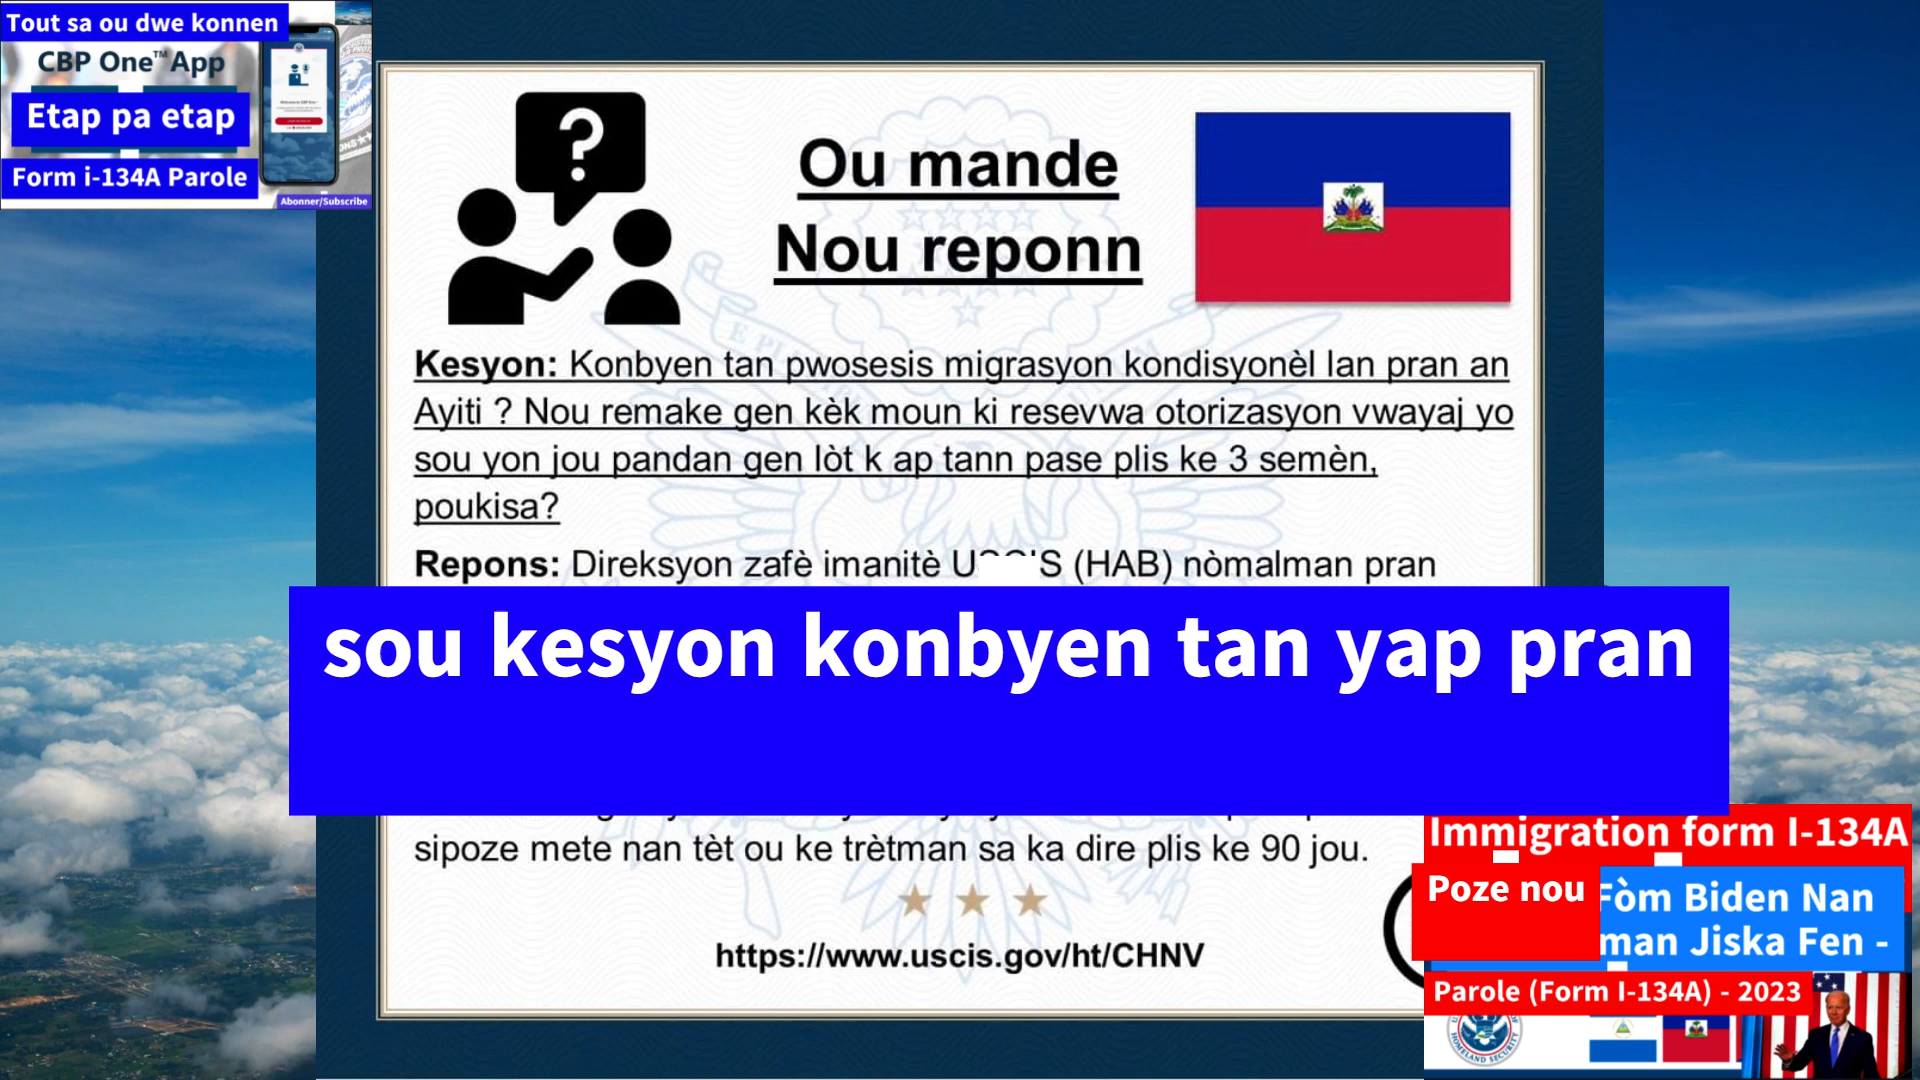 Tout sa ou dwe konnen
CBP One™ App
Etap pa etap
Form i-134A Parole
Abonner/Subscribe
?
Ou mande
Nou reponn
Kesyon: Konbyen tan pwosesis migrasyon kondisyonèl lan pran an
Ayiti ? Nou remake gen kèk moun ki resevwa otorizasyon vwayaj yo
sou yon jou pandan gen lòt k ap tann pase plis ke 3 semèn,
poukisa?
Repons: Direksyon zafè imanitè USCIS (HAB) nòmalman pran
sou kesyon konbyen tan yap pran
sipoze mete nan tèt ou ke trètman sa ka dire plis ke 90 jou.
https://www.uscis.gov/ht/CHNV
Immigration form I-134A
Poze nou
Fòm Biden Nan
man Jiska Fen -
Parole (Form I-134A) - 2023
HOMELAND SECURITY